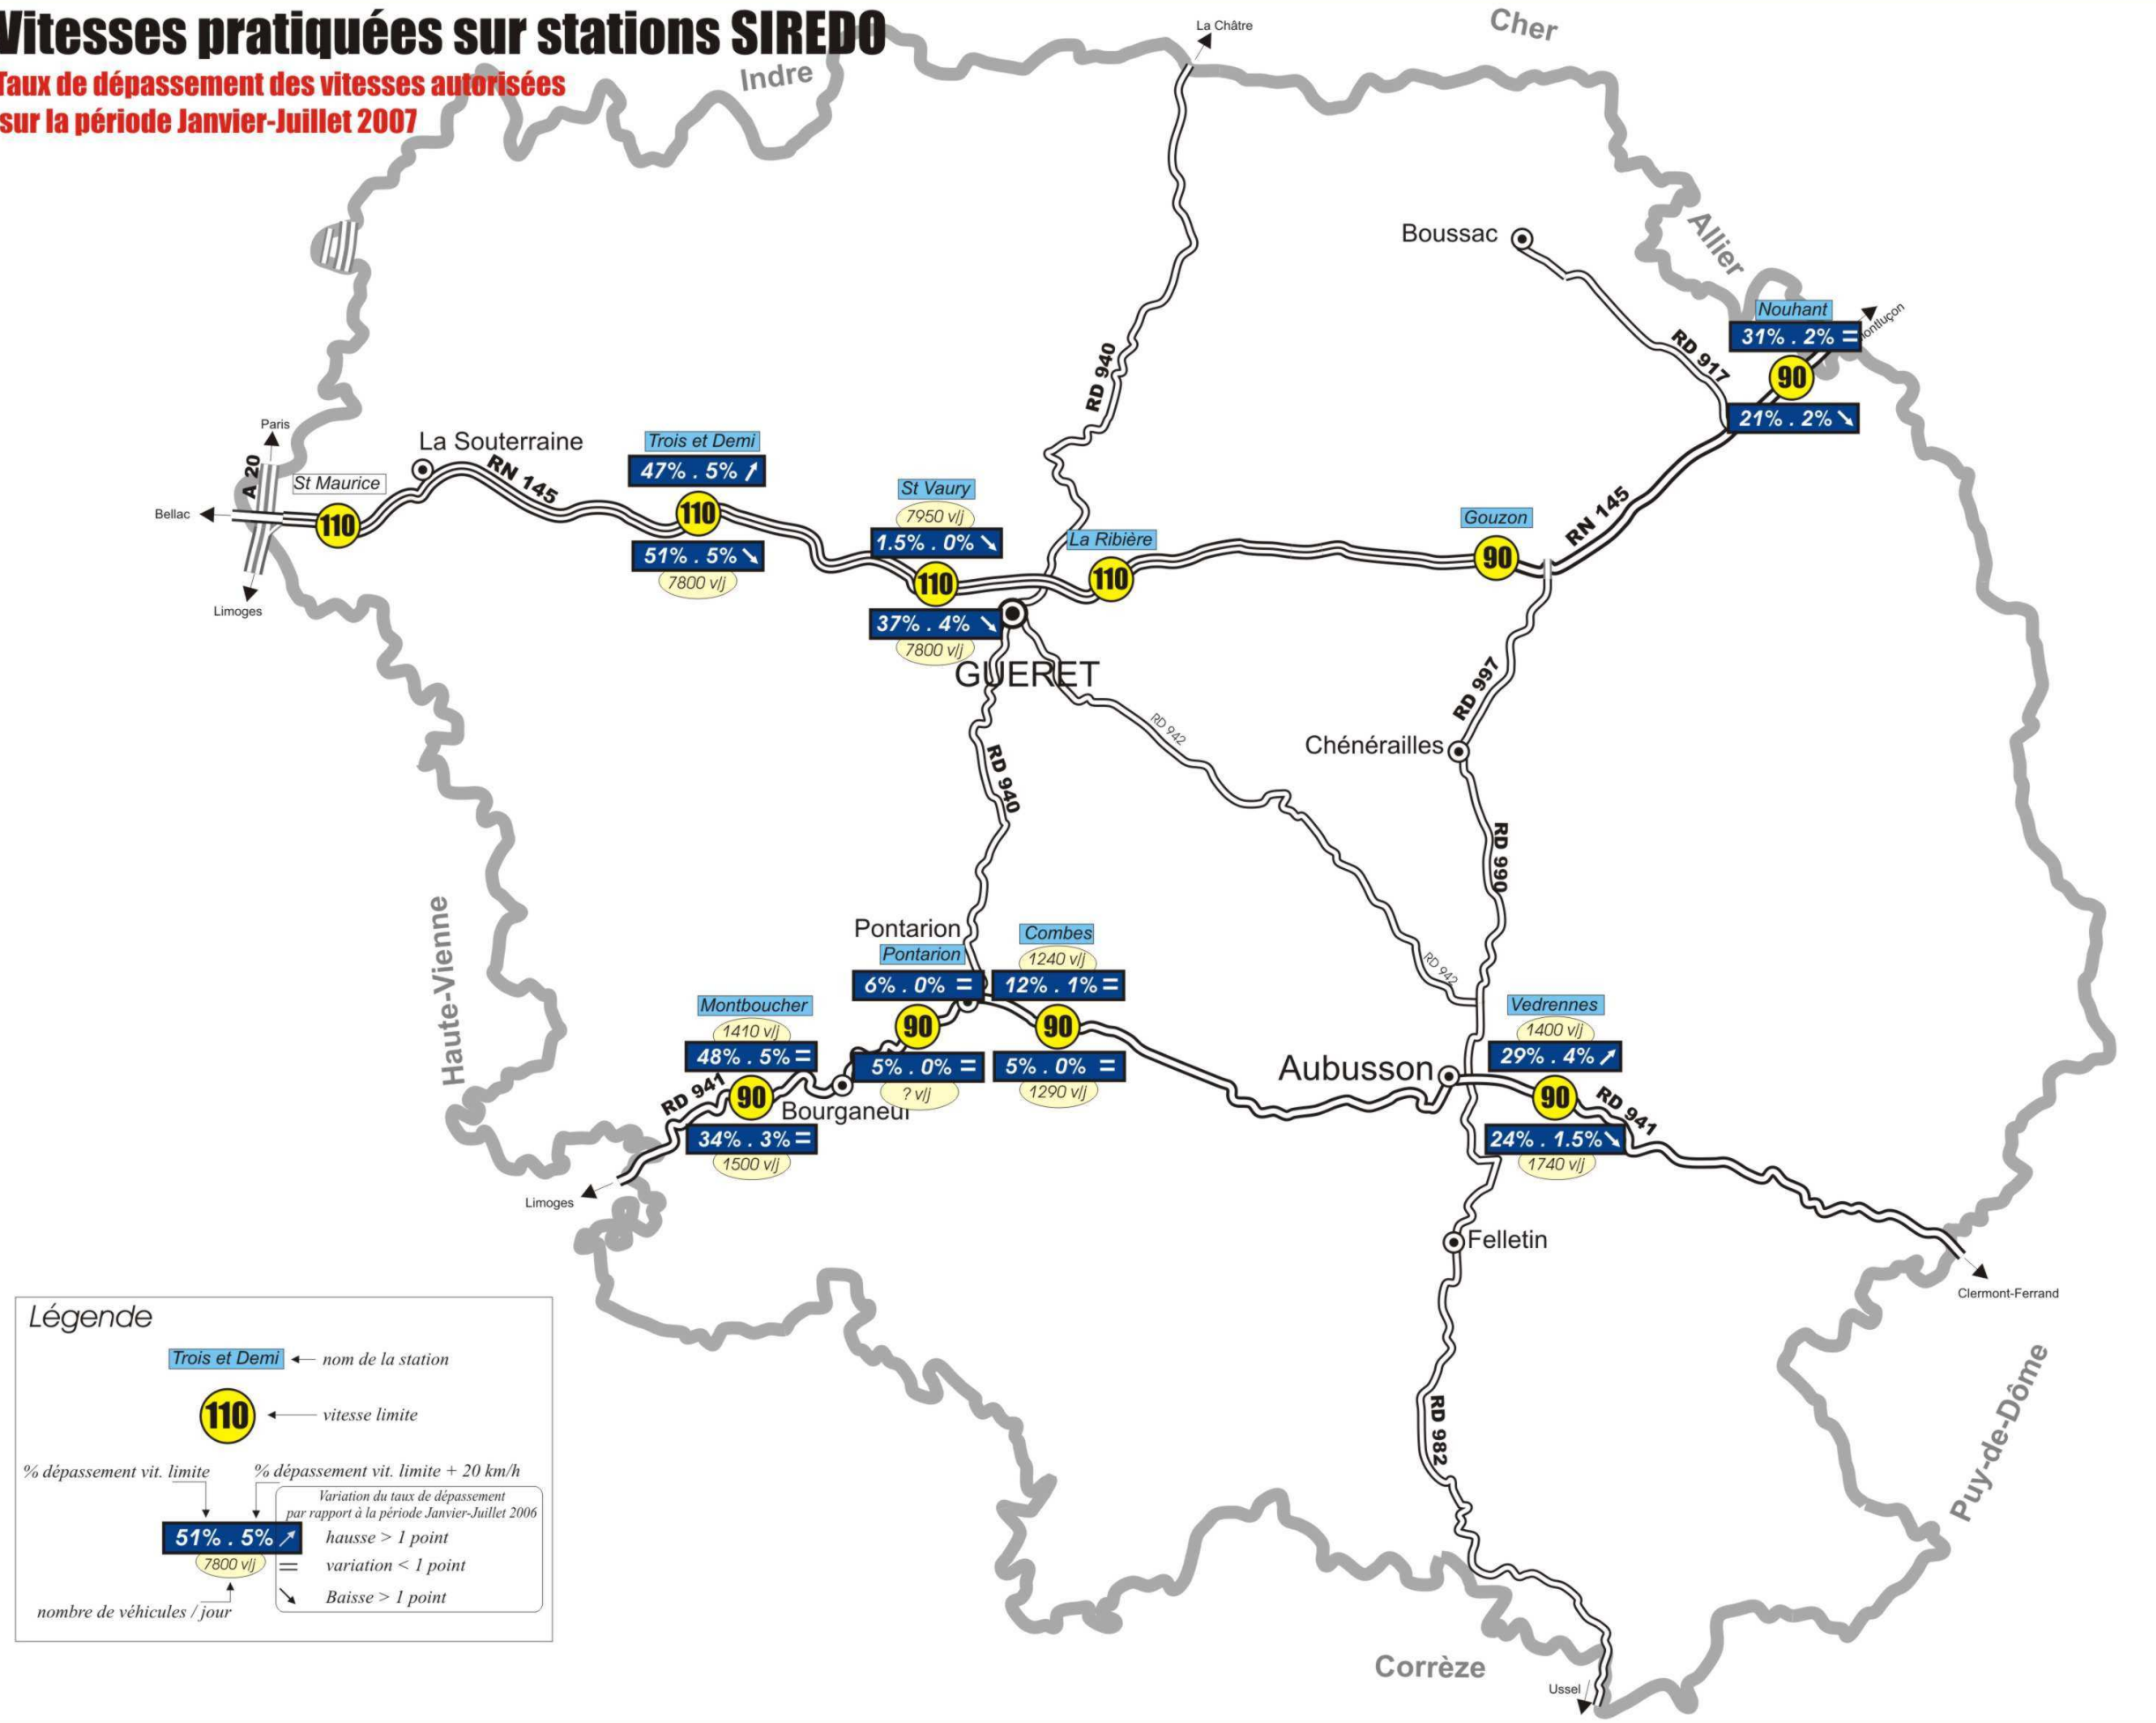 Vitesses pratiquées sur stations SIREDO
Taux de dépassement des vitesses autorisées
sur la période Janvier-Juillet 2007
La Châtre
Cher
Indre
Allier
Boussac
RD 917
Nouhant
31% . 2% =
90
21% . 2%
RD 940
Paris
A 20
Bellac
Limoges
St Maurice
110
La Souterraine
RN 145
Trois et Demi
47% . 5%
110
51% . 5%
7800 v/j
St Vaury
7950 v/j
1.5% . 0%
110
37% . 4%
7800 v/j
La Ribière
110
Gouzon
90
RN 145
GUERET
RD 942
RD 997
Chénérailles
RD 940
RD 990
RD 942
Haute-Vienne
Pontarion
Pontarion
6% . 0% =
90
5% . 0% =
? v/j
Combes
1240 v/j
12% . 1% =
90
5% . 0% =
1290 v/j
Montboucher
1410 v/j
48% . 5% =
RD 941
90
34% . 3% =
1500 v/j
Bourganeuf
Limoges
Aubusson
Vedrennes
1400 v/j
29% . 4%
90
RD 941
24% . 1.5%
1740 v/j
Felletin
Clermont-Ferrand
RD 982
Puy-de-Dôme
Corrèze
Ussel
Légende
Trois et Demi
nom de la station
110
vitesse limite
% dépassement vit. limite
% dépassement vit. limite + 20 km/h
Variation du taux de dépassement
par rapport à la période Janvier-Juillet 2006
51% . 5%
hausse > 1 point
7800 v/j
= variation < 1 point
Baisse > 1 point
nombre de véhicules / jour